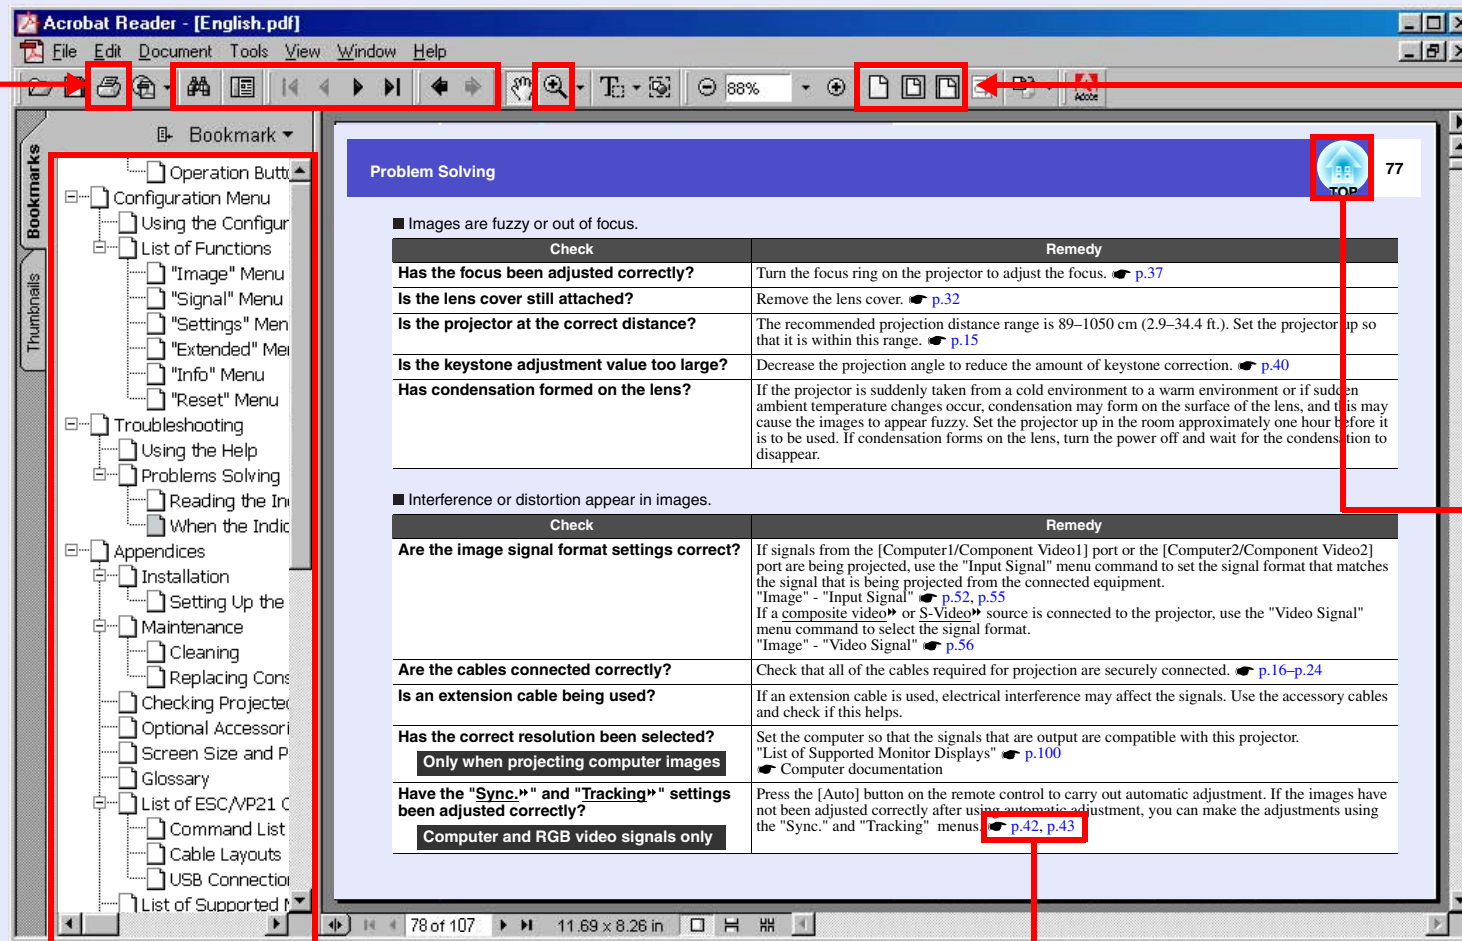 Acrobat Reader - [English.pdf]
File Edit Document Tools View Window Help
88%
Adobe
Bookmarks
Thumbnails
Bookmark
Operation
Configuration Menu
Using the
List of Functions
"Image" Menu
"Signal" Menu
"Settings"
"Extended"
"Info" Menu
"Reset" Menu
Troubleshooting
Using the Help
Problems Solving
Reading the
When the
Appendices
Installation
Setting Up the
Maintenance
Cleaning
Replacing
Checking
Optional
Screen Size and
Glossary
List of ESC/VP21
Command List
Cable Layouts
USB
List of Supported
Problem Solving
TOP
77
Images are fuzzy or out of focus.
Check Remedy
Has the focus been adjusted correctly? Turn the focus ring on the projector to adjust the focus. p.37
Is the lens cover still attached? Remove the lens cover. p.32
Is the projector at the correct distance? The recommended projection distance range is 89–1050 cm (2.9–34.4 ft.). Set the projector up so
that it is within this range. p.15
Is the keystone adjustment value too large? Decrease the projection angle to reduce the amount of keystone correction. p.40
Has condensation formed on the lens? If the projector is suddenly taken from a cold environment to a warm environment or if sudden
ambient temperature changes occur, condensation may form on the surface of the lens, and this may
cause the images to appear fuzzy. Set the projector up in the room approximately one hour before it
is to be used. If condensation forms on the lens, turn the power off and wait for the condensation to
disappear.
Interference or distortion appear in images.
Check Remedy
Are the image signal format settings correct? If signals from the [Computer1/Component Video1] port or the [Computer2/Component Video2]
port are being projected, use the "Input Signal" menu command to set the signal format that matches
the signal that is being projected from the connected equipment.
"Image" - "Input Signal" p.52, p.55
If a composite video or S-Video source is connected to the projector, use the "Video Signal"
menu command to select the signal format.
"Image" - "Video Signal" p.56
Are the cables connected correctly? Check that all of the cables required for projection are securely connected. p.16–p.24
Is an extension cable being used? If an extension cable is used, electrical interference may affect the signals. Use the accessory cables
and check if this helps.
Has the correct resolution been selected?
Only when projecting computer images
Set the computer so that the signals that are output are compatible with this projector.
"List of Supported Monitor Displays" p.100
Computer documentation
Have the "Sync." and "Tracking" settings
been adjusted correctly?
Computer and RGB video signals only
Press the [Auto] button on the remote control to carry out automatic adjustment. If the images have
not been adjusted correctly after using automatic adjustment, you can make the adjustments using
the "Sync." and "Tracking" menus. p.42, p.43
78 of 107 11.69 x 8.26 in